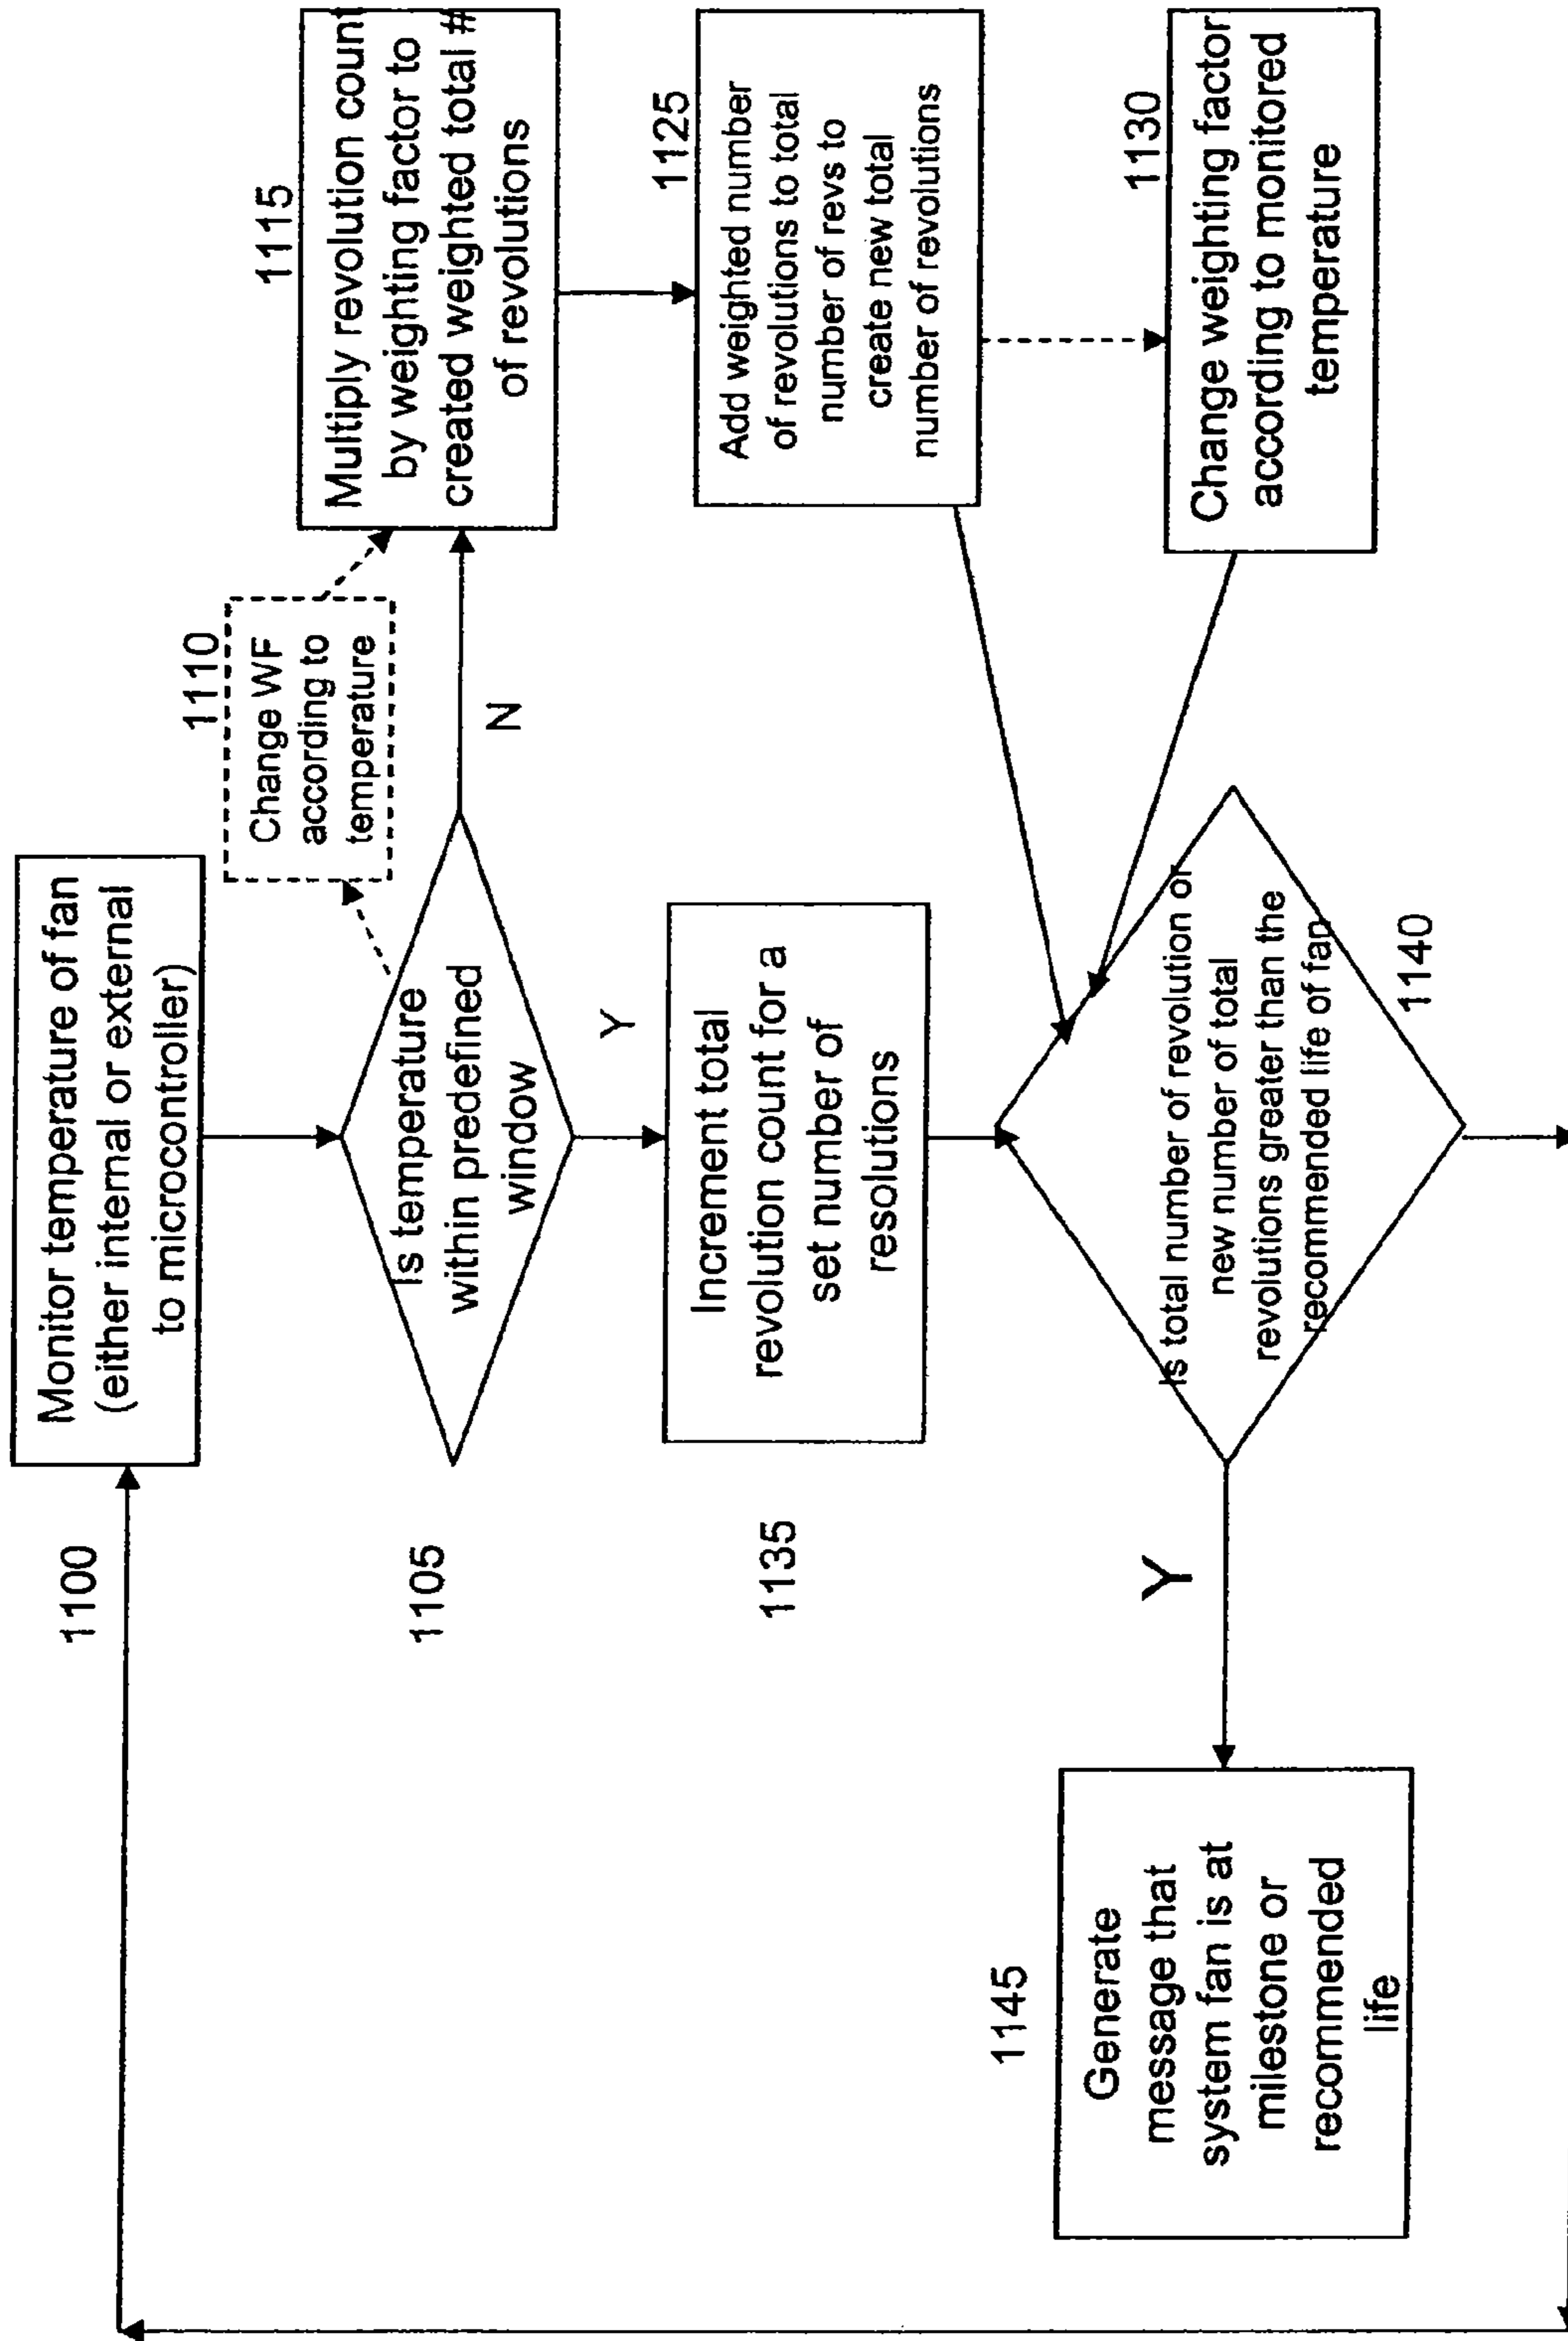 1100
Monitor temperature of fan
(either internal or external
to microcontroller)
1105
Is temperature
within predefined
window
1110
Change WF
according to
temperature
N
1115
Multiply revolution count
by weighting factor to
created weighted total #
of revolutions
Y
1135
Increment total
revolution count for a
set number of
resolutions
1125
Add weighted number
of revolutions to total
number of revs to
create new total
number of revolutions
1130
Change weighting factor
according to monitored
temperature
Is total number of revolution or
new number of total
revolutions greater than the
recommended life of fan
1140
Y
1145
Generate
message that
system fan is at
milestone or
recommended
life